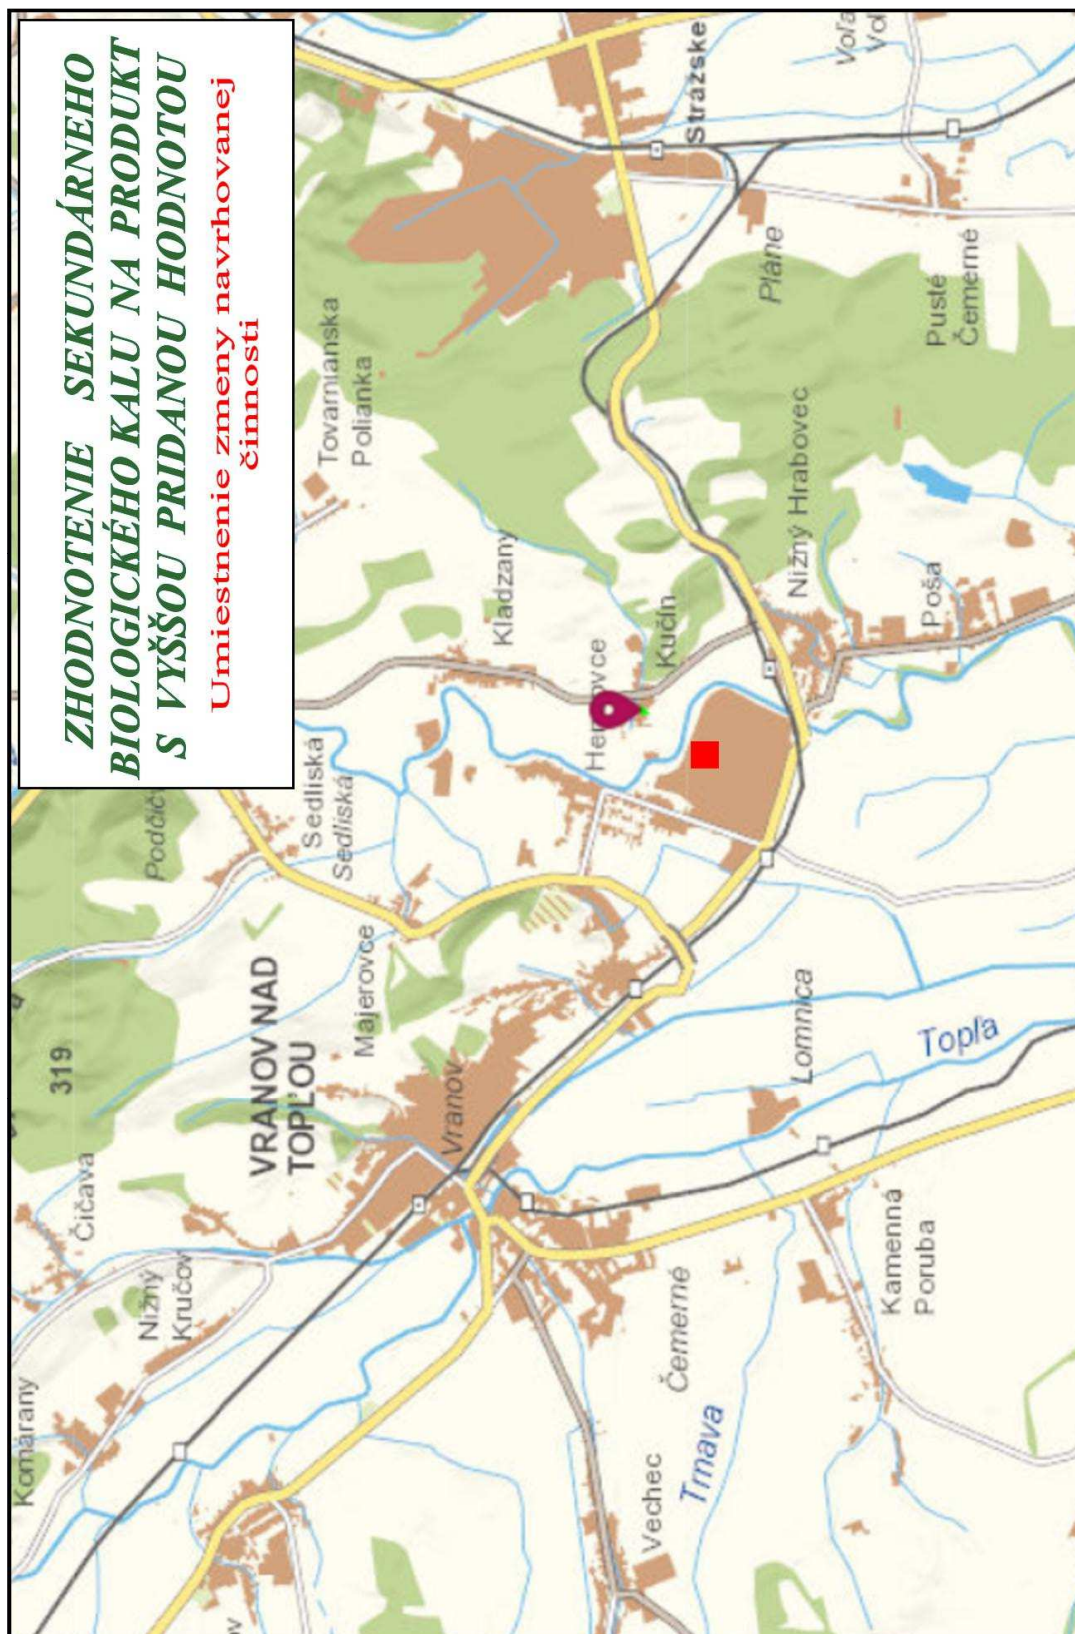 ZHODNOTENIE SEKUNDÁRNEHO
BIOLOGICKÉHO KALU NA PRODUKT
S VYŠŠOU PRIDANOU HODNOTOU
Umiestnenie zmeny navrhovanej
činnosti
Komárany
Nižný
Kručov
Čičava
319
VRANOV NAD
TOPĽOU
Vranov
Majerovce
Sedliská
Sedliská
Tovarnianska
Polianka
Kladzany
Kučín
Strážske
Pláne
Pusté
Čemerné
Nižný Hrabovec
Poša
Lomnica
Topľa
Kamenná
Poruba
Čemerné
Trnava
Vechec